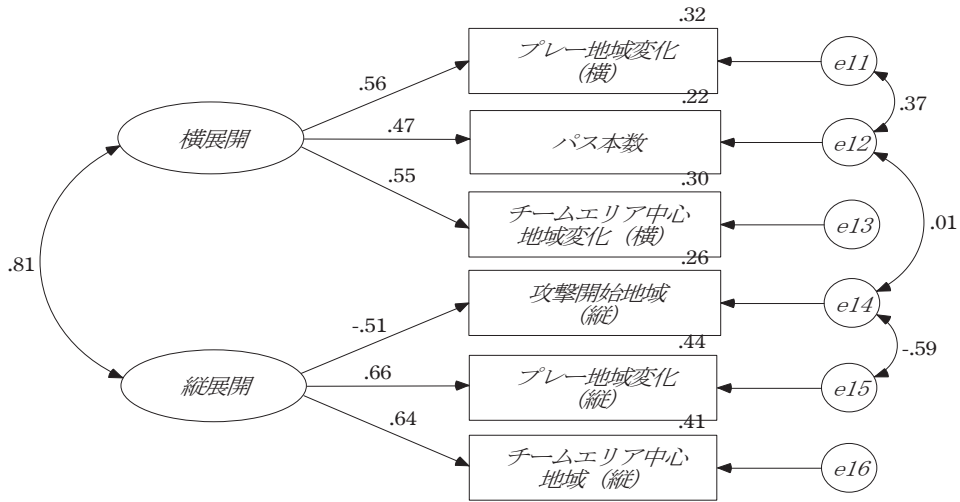 .32
プレー地域変化
(横)
e11
.56
.37
.22
横展開
.47
パス本数
e12
.55
.30
チームエリア中心
地域変化 (横)
e13
.01
.81
.26
攻撃開始地域
(縦)
e14
-.51
.44
-.59
縦展開
.66
プレー地域変化
(縦)
e15
.64
.41
チームエリア中心
地域 (縦)
e16